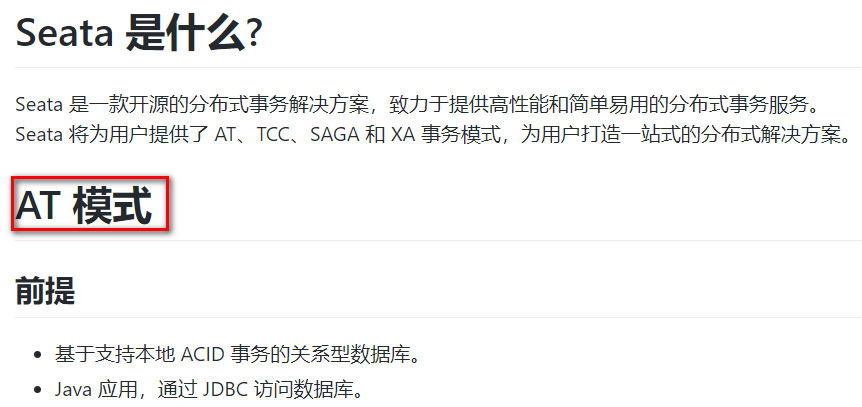 Seata 是什么?
Seata 是一款开源的分布式事务解决方案，致力于提供高性能和简单易用的分布式事务服务。
Seata 将为用户提供了 AT、TCC、SAGA 和 XA 事务模式，为用户打造一站式的分布式解决方案。
AT 模式
前提
• 基于支持本地 ACID 事务的关系型数据库。
• Java 应用，通过 JDBC 访问数据库。